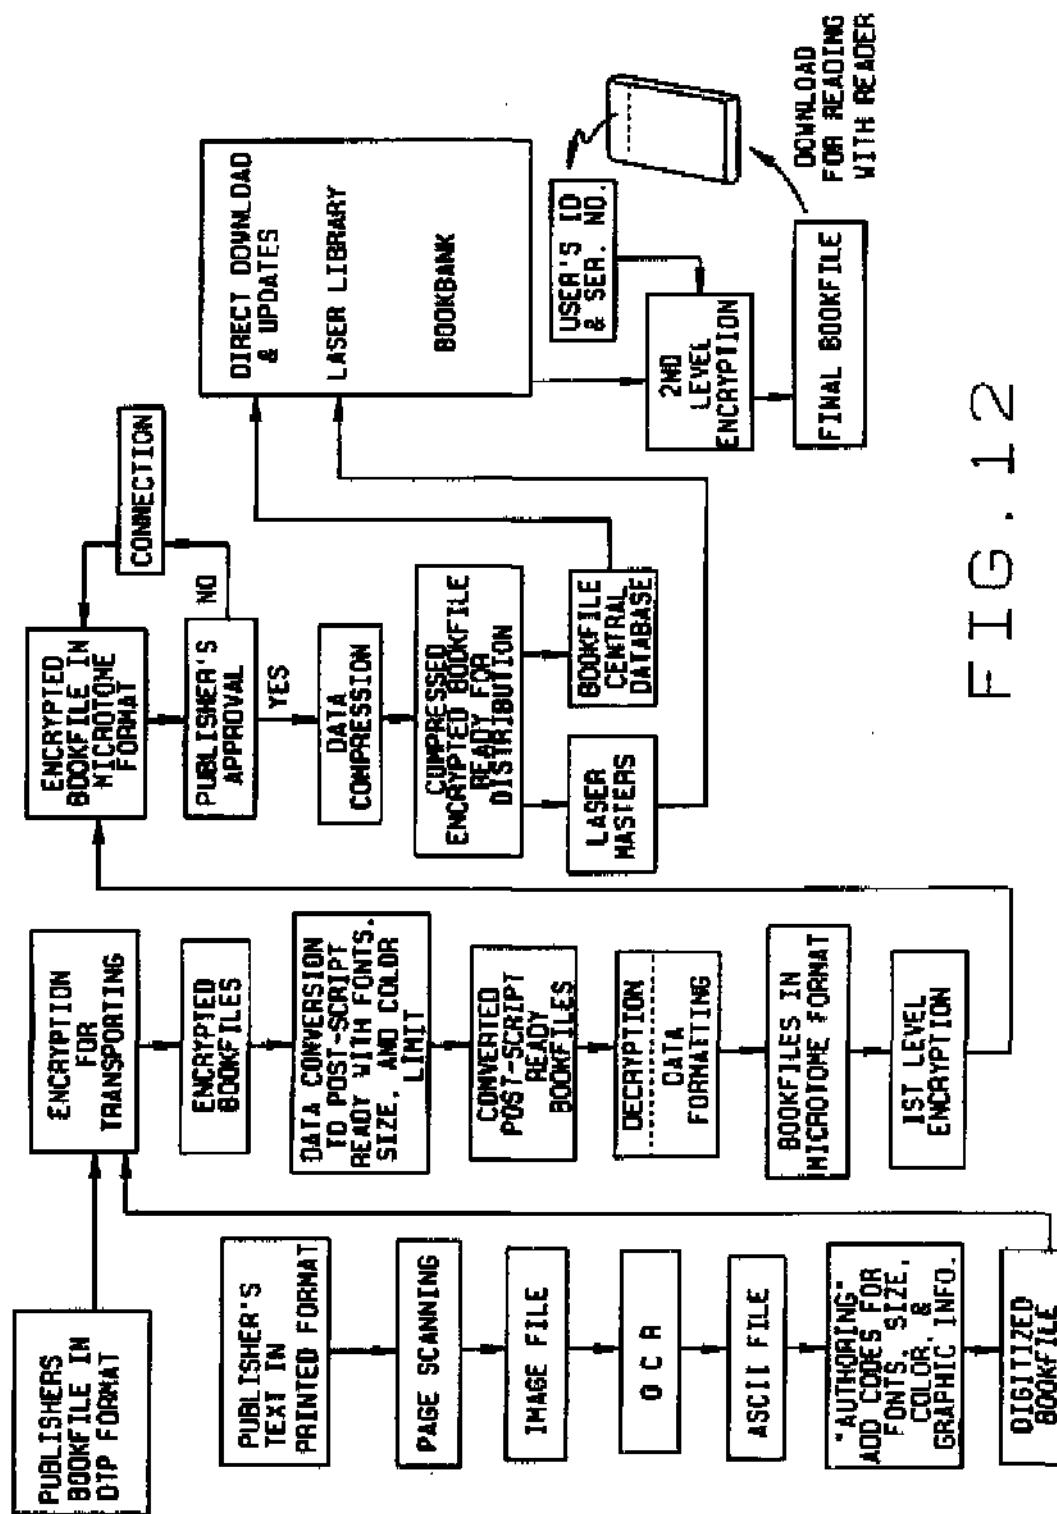 PUBLISHERS
BOOKFILE IN
DTP FORMAT
PUBLISHER'S
TEXT IN
PRINTED FORMAT
PAGE SCANNING
IMAGE FILE
O C R
ASCII FILE
"AUTHORING"
ADD CODES FOR
FONTS, SIZE,
COLOR, &
GRAPHIC INFO.
DIGITIZED
BOOKFILE
ENCRYPTION
FOR
TRANSPORTING
ENCRYPTED
BOOKFILES
DATA CONVERSION
TO POST-SCRIPT
READY WITH FONTS,
SIZE, AND COLOR
LIMIT
CONVERTED
POST-SCRIPT
READY
BOOKFILES
DECRYPTION
DATA
FORMATTING
BOOKFILES IN
MICROTOME FORMAT
1ST LEVEL
ENCRYPTION
ENCRYPTED
BOOKFILE IN
MICROTOME
FORMAT
CONNECTION
NO
PUBLISHER'S
APPROVAL
YES
DATA
COMPRESSION
COMPRESSED
ENCRYPTED BOOKFILE
READY FOR
DISTRIBUTION
LASER
MASTERS
BOOKFILE
CENTRAL
DATABASE
DIRECT DOWNLOAD
& UPDATES
LASER LIBRARY
BOOKBANK
USER'S ID
& SER. NO.
2ND
LEVEL
ENCRYPTION
FINAL BOOKFILE
DOWNLOAD
FOR READING
WITH READER
FIG. 12